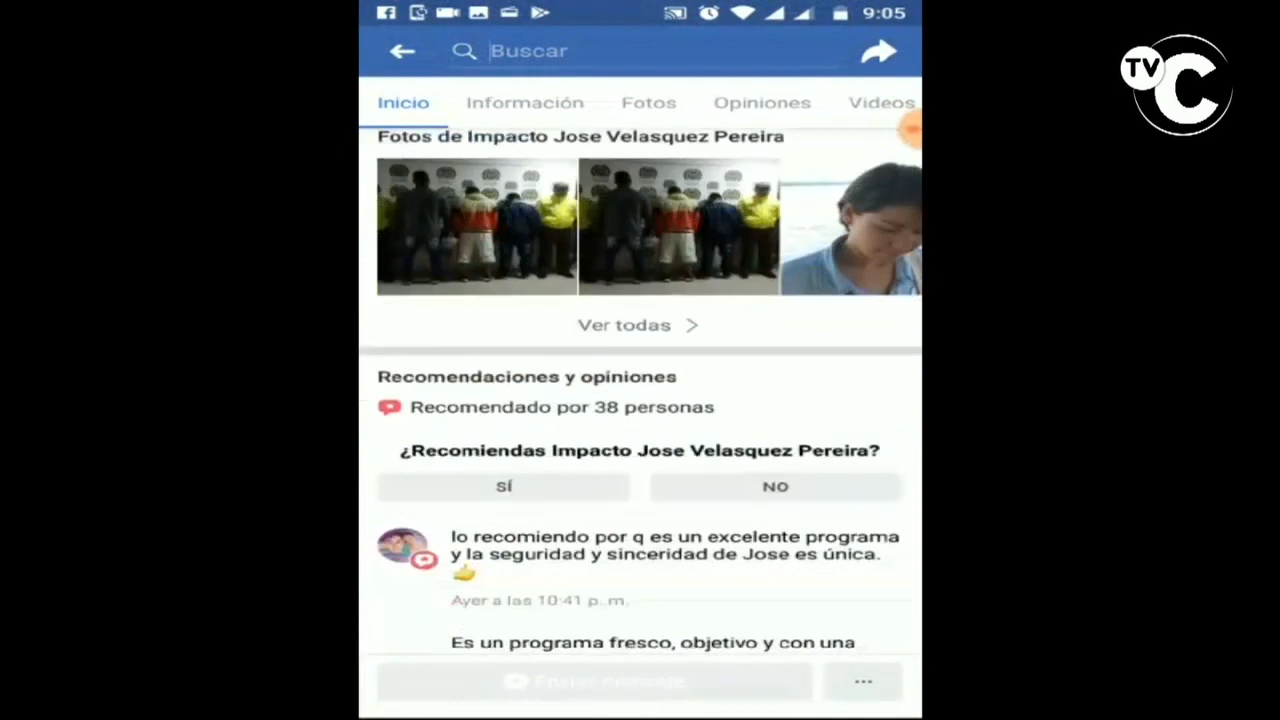 9:05
Buscar
TV C
Inicio Información Fotos Opiniones Videos
Fotos de Impacto Jose Velasquez Pereira
Ver todas
Recomendaciones y opiniones
Recomendado por 38 personas
¿Recomiendas Impacto Jose Velasquez Pereira?
SÍ NO
lo recomiendo por q es un excelente programa
y la seguridad y sinceridad de Jose es única.
👍
Ayer a las 10:41 p. m.
Es un programa fresco, objetivo y con una
Enviar mensaje